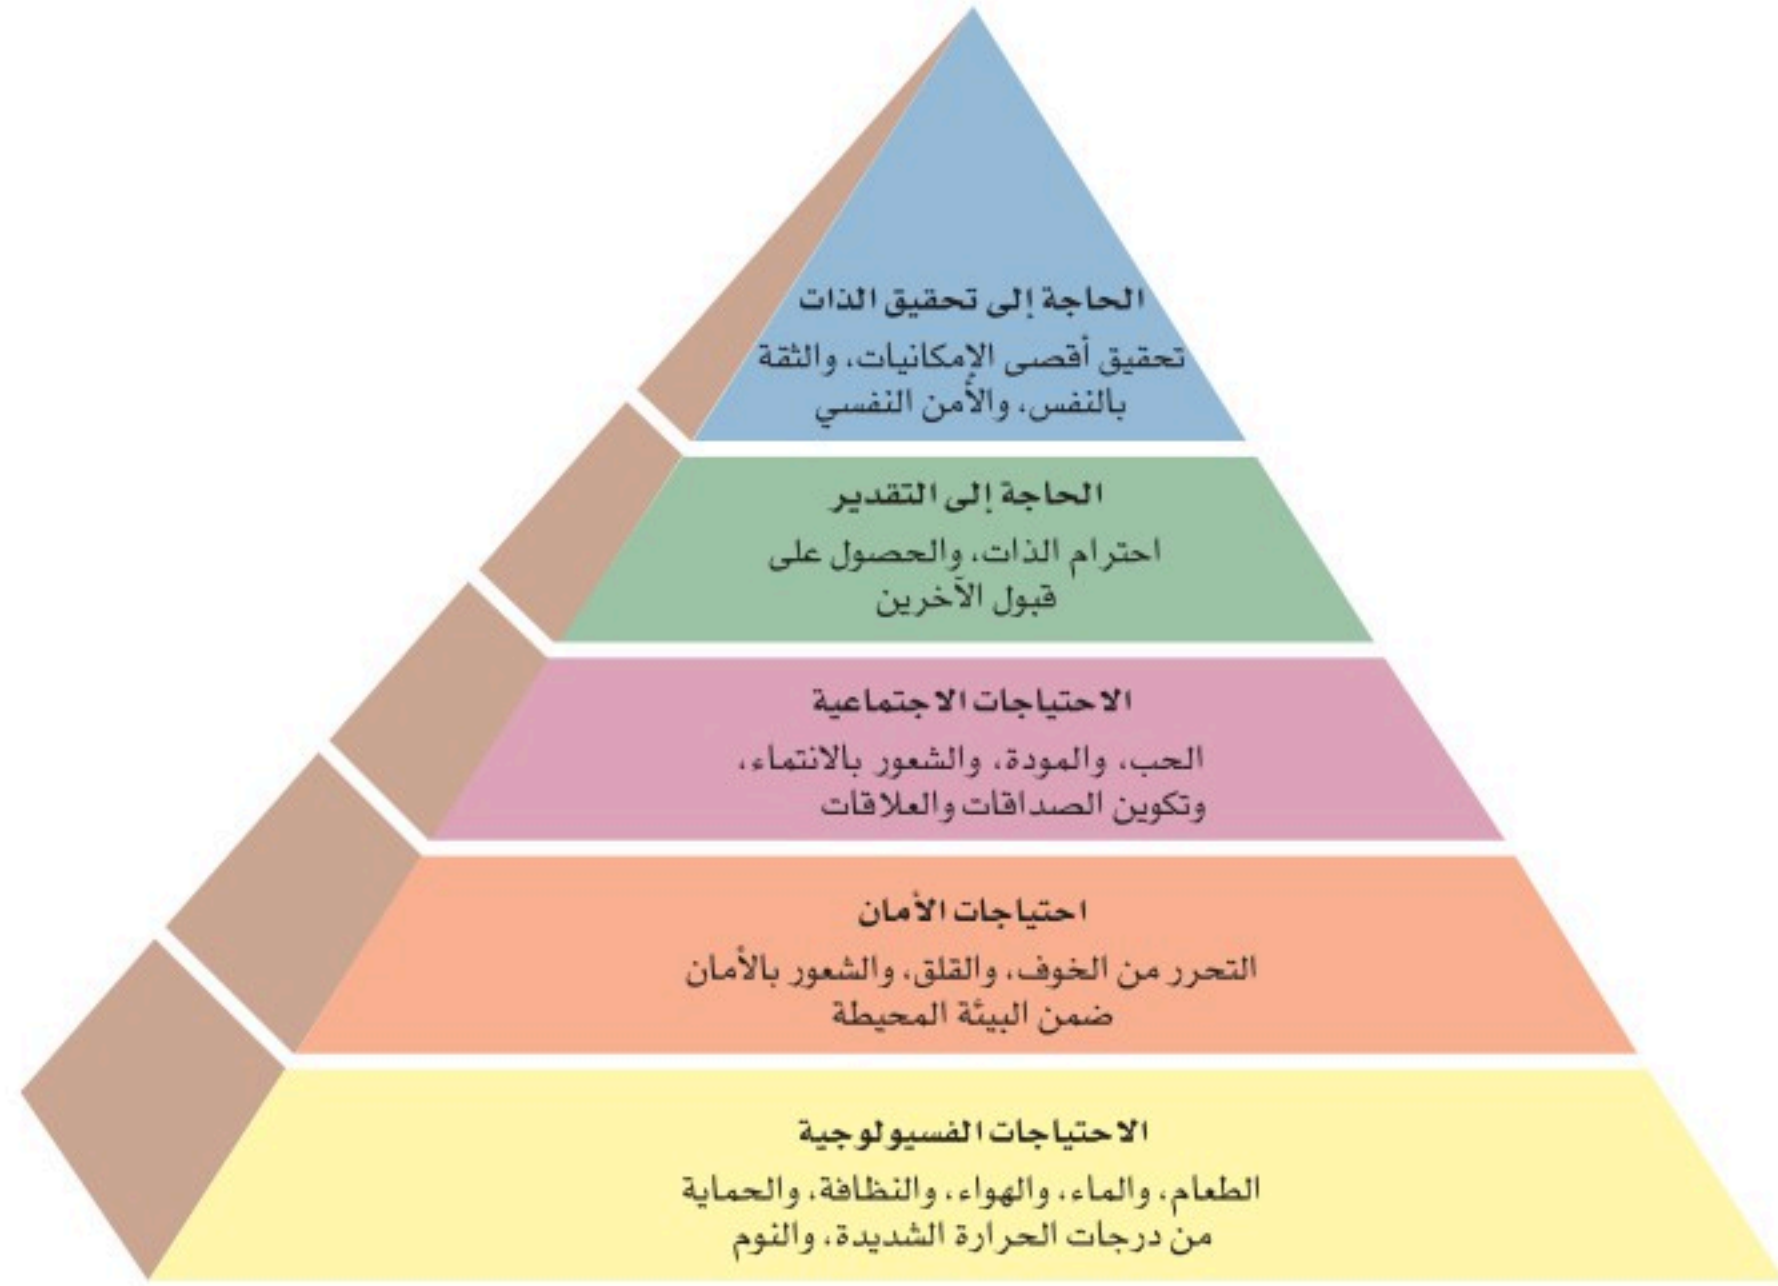 الحاجة إلى تحقيق الذات
تحقيق أقصى الإمكانيات، والثقة
بالنفس، والأمن النفسي
الحاجة إلى التقدير
احترام الذات، والحصول على
قبول الآخرين
الاحتياجات الاجتماعية
الحب، والمودة، والشعور بالانتماء،
وتكوين الصداقات والعلاقات
احتياجات الأمان
التحرر من الخوف، والقلق، والشعور بالأمان
ضمن البيئة المحيطة
الاحتياجات الفسيولوجية
الطعام، والماء، والهواء، والنظافة، والحماية
من درجات الحرارة الشديدة، والنوم